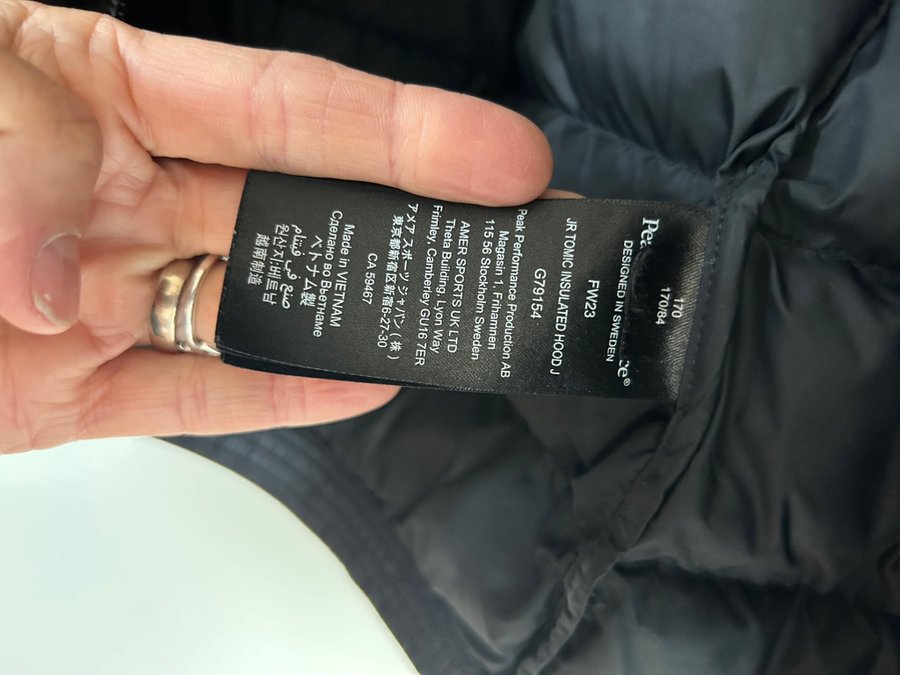 170
170/84
Pea ce®
DESIGNED IN SWEDEN
FW23
JR TOMIC INSULATED HOOD J
G79154
Peak Performance Production AB
Magasin 1, Frihamnen
115 56 Stockholm Sweden
AMER SPORTS UK LTD
Theta Building, Lyon Way
Frimley, Camberley GU16 7ER
アメア スポーツ・ジャパン ( 株 )
東京都新宿区新宿6-27-30
CA 59467
Made in VIETNAM
Сделано во Вьетнаме
ベトナム製
صنع في فيتنام
원산지:베트남
越南制造